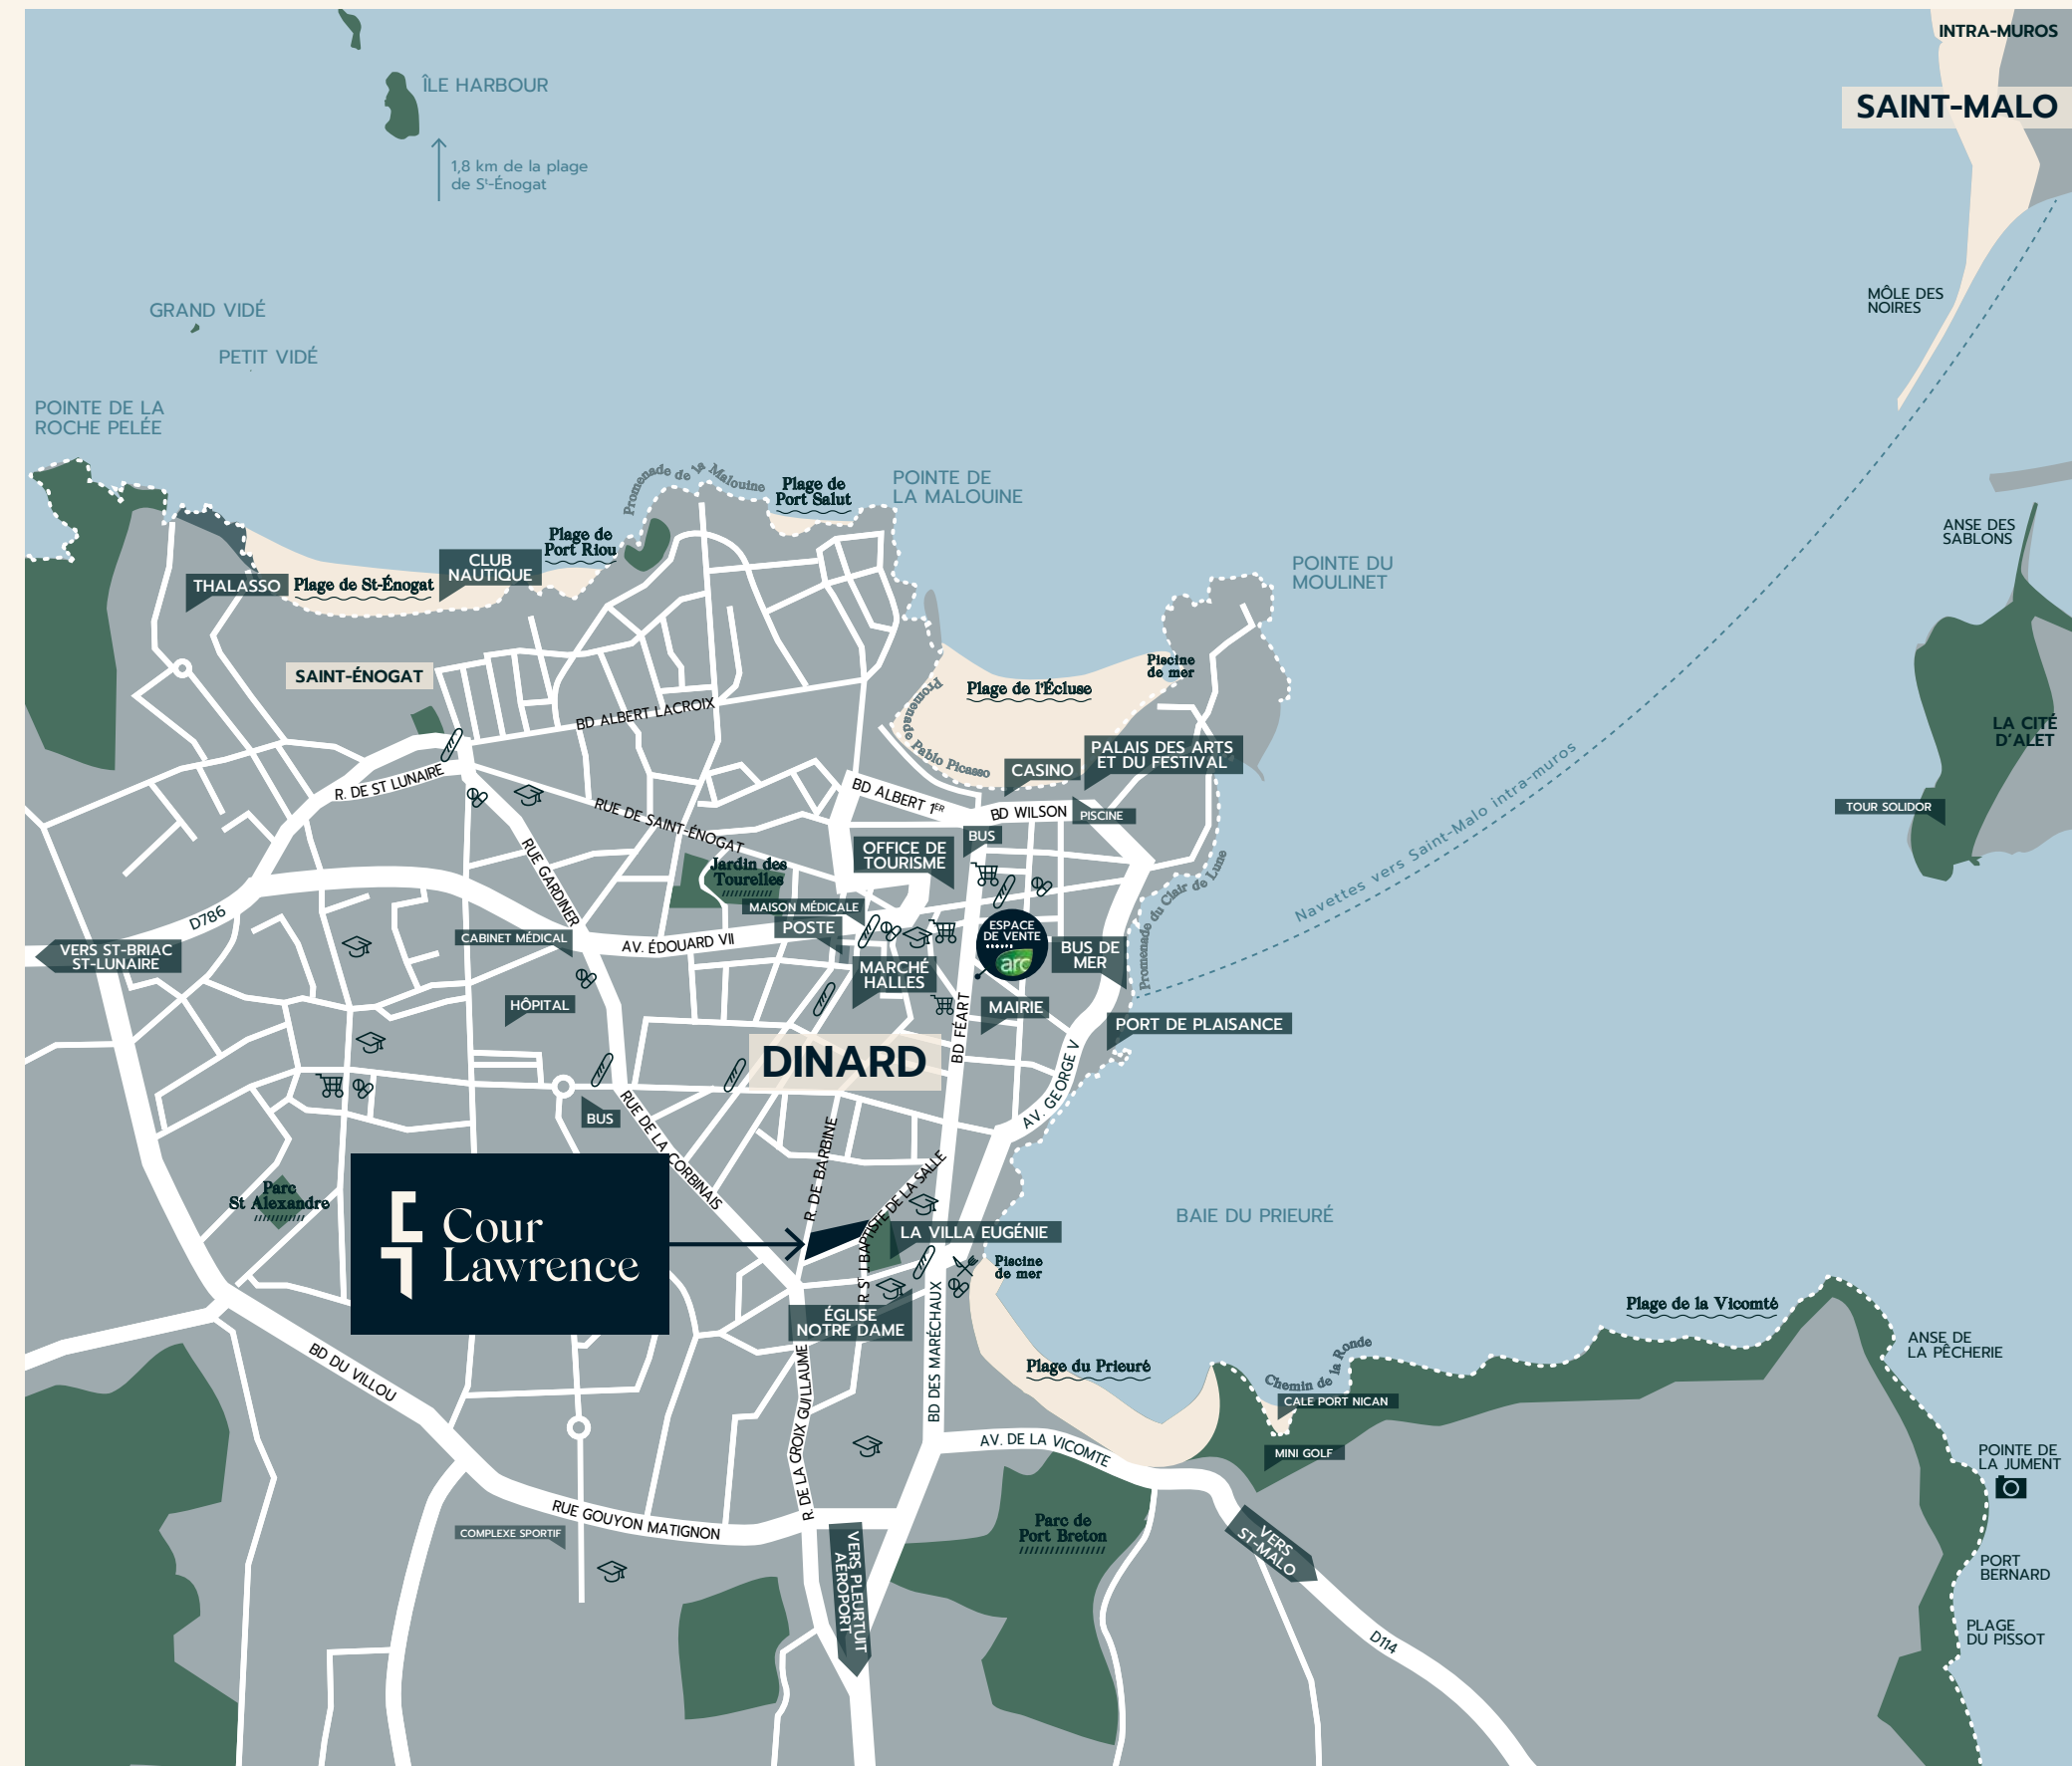 INTRA-MUROS
SAINT-MALO
ÎLE HARBOUR
1,8 km de la plage
de Sᵗ-Énogat
MÔLE DES
NOIRES
GRAND VIDÉ
PETIT VIDÉ
POINTE DE LA
ROCHE PELÉE
Promenade de la Malouine
Plage de
Port Salut
POINTE DE
LA MALOUINE
ANSE DES
SABLONS
Plage de
Port Riou
CLUB
NAUTIQUE
THALASSO
Plage de St-Énogat
POINTE DU
MOULINET
SAINT-ÉNOGAT
Piscine
de mer
Plage de l'Écluse
Promenade Pablo Picasso
BD ALBERT LACROIX
LA CITÉ
D'ALET
PALAIS DES ARTS
ET DU FESTIVAL
CASINO
R. DE ST LUNAIRE
BD ALBERT 1ER
BD WILSON
PISCINE
TOUR SOLIDOR
RUE DE SAINT-ÉNOGAT
BUS
OFFICE DE
TOURISME
Jardin des
Tourelles
RUE GARDINER
Promenade du Clair de Lune
Navettes vers Saint-Malo intra-muros
MAISON MÉDICALE
POSTE
D786
CABINET MÉDICAL
AV. ÉDOUARD VII
ESPACE
DE VENTE
arc
BUS DE
MER
VERS ST-BRIAC
ST-LUNAIRE
MARCHÉ
HALLES
HÔPITAL
MAIRIE
PORT DE PLAISANCE
BD FÉART
DINARD
AV. GEORGE V
BUS
RUE DE LA CORBINAIS
R. DE BARBINE
R Sᵀ J.BAPTISTE DE LA SALLE
Parc
St Alexandre
Cour
Lawrence
LA VILLA EUGÉNIE
BAIE DU PRIEURÉ
Piscine
de mer
ÉGLISE
NOTRE DAME
BD DES MARÉCHAUX
Plage de la Vicomté
ANSE DE
LA PÊCHERIE
BD DU VILLOU
R. DE LA CROIX GUILLAUME
Plage du Prieuré
Chemin de la Ronde
CALE PORT NICAN
AV. DE LA VICOMTE
MINI GOLF
POINTE DE
LA JUMENT
RUE GOUYON MATIGNON
COMPLEXE SPORTIF
Parc de
Port Breton
VERS PLEURTUIT
AÉROPORT
VERS
ST-MALO
PORT
BERNARD
PLAGE
DU PISSOT
D114